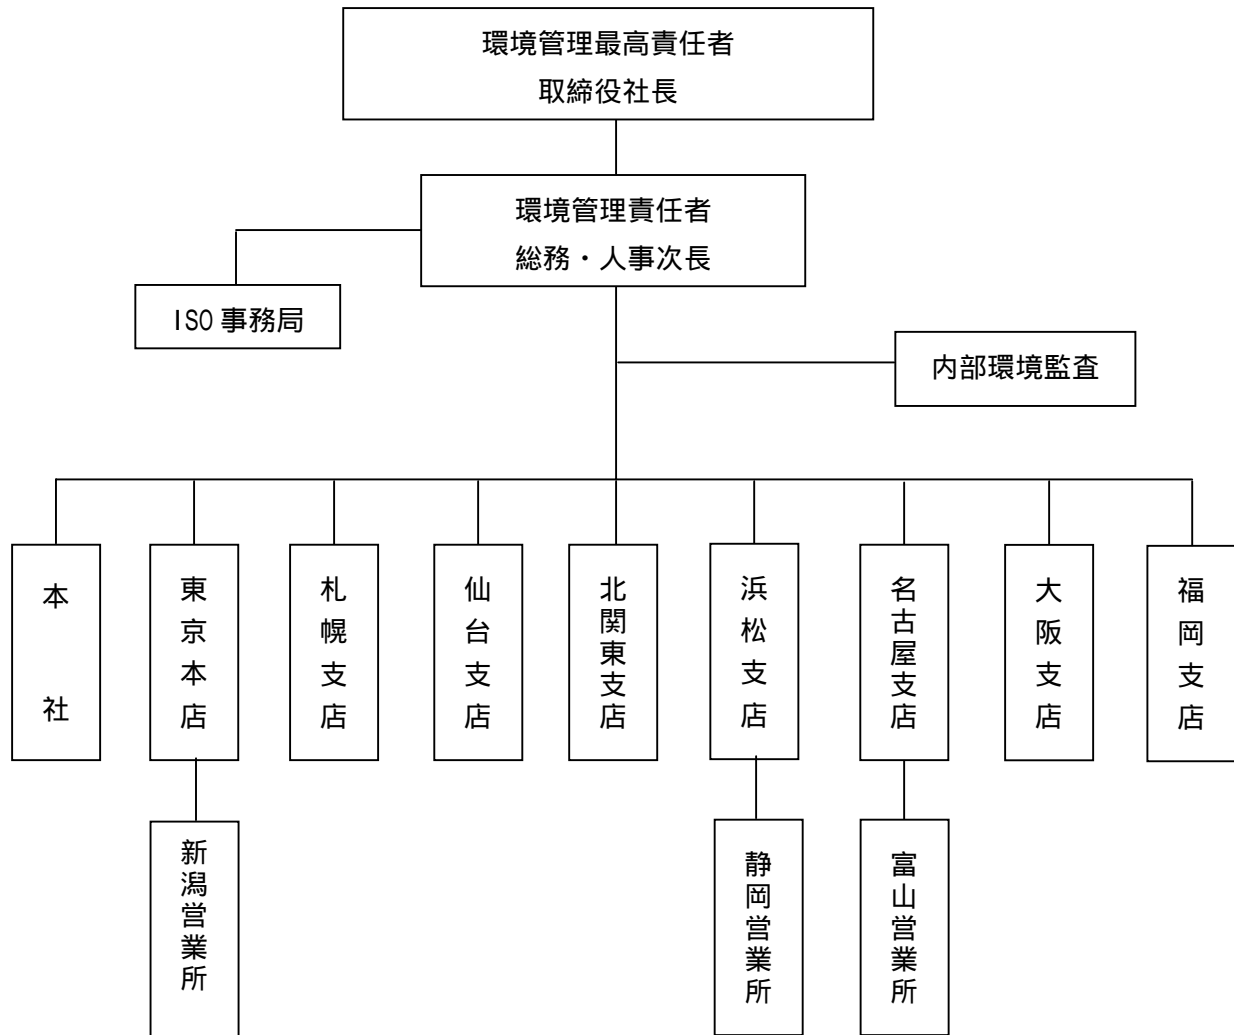 環境管理最高責任者
取締役社長
環境管理責任者
総務・人事次長
ISO事務局
内部環境監査
本社
東京本店
札幌支店
仙台支店
北関東支店
浜松支店
名古屋支店
大阪支店
福岡支店
新潟営業所
静岡営業所
富山営業所